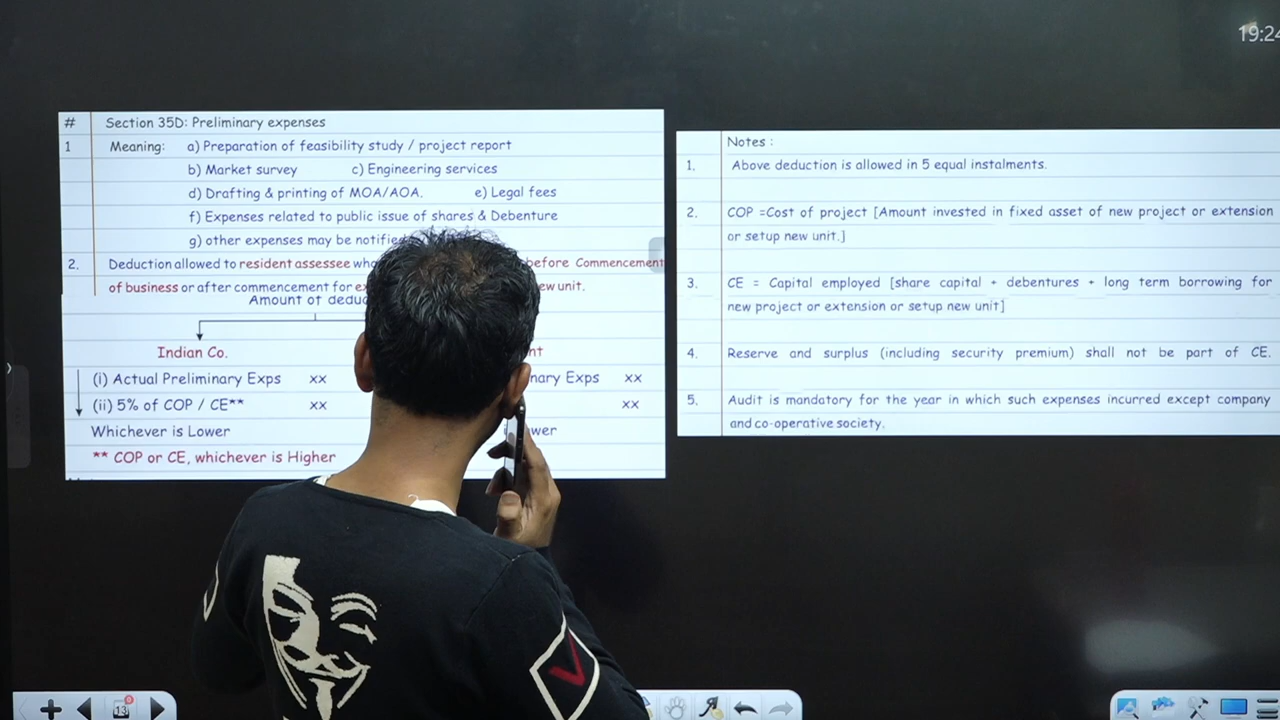 19:24
# Section 35D: Preliminary expenses
1 Meaning: a) Preparation of feasibility study / project report
b) Market survey c) Engineering services
d) Drafting & printing of MOA/AOA. e) Legal fees
f) Expenses related to public issue of shares & Debenture
g) other expenses may be notified
2. Deduction allowed to resident assessee before Commencement
of business or after commencement for
Amount of
Indian Co.
(i) Actual Preliminary Exps xx Exps xx
(ii) 5% of COP / CE** xx xx
Whichever is Lower
** COP or CE, whichever is Higher
Notes :
1. Above deduction is allowed in 5 equal instalments.
2. COP =Cost of project [Amount invested in fixed asset of new project or extension
or setup new unit.]
3. CE = Capital employed [share capital + debentures + long term borrowing for
new project or extension or setup new unit]
4. Reserve and surplus (including security premium) shall not be part of CE.
5. Audit is mandatory for the year in which such expenses incurred except company
and co-operative society.
13